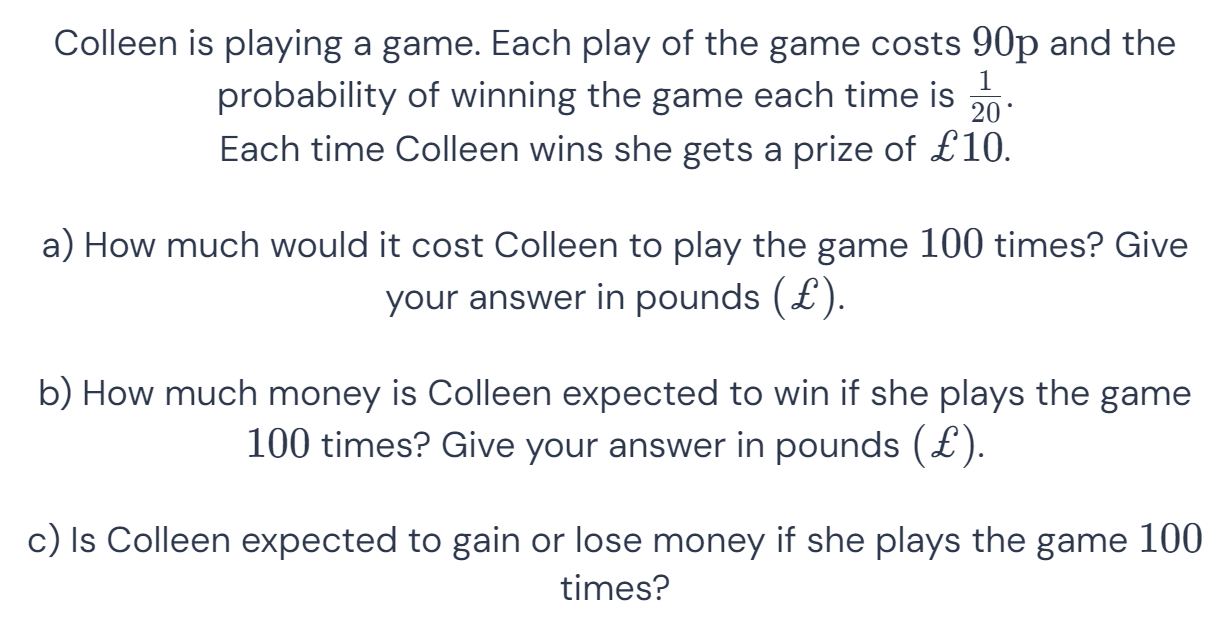 Colleen is playing a game. Each play of the game costs 90p and the
probability of winning the game each time is 1/20.
Each time Colleen wins she gets a prize of £10.
a) How much would it cost Colleen to play the game 100 times? Give
your answer in pounds (£).
b) How much money is Colleen expected to win if she plays the game
100 times? Give your answer in pounds (£).
c) Is Colleen expected to gain or lose money if she plays the game 100
times?